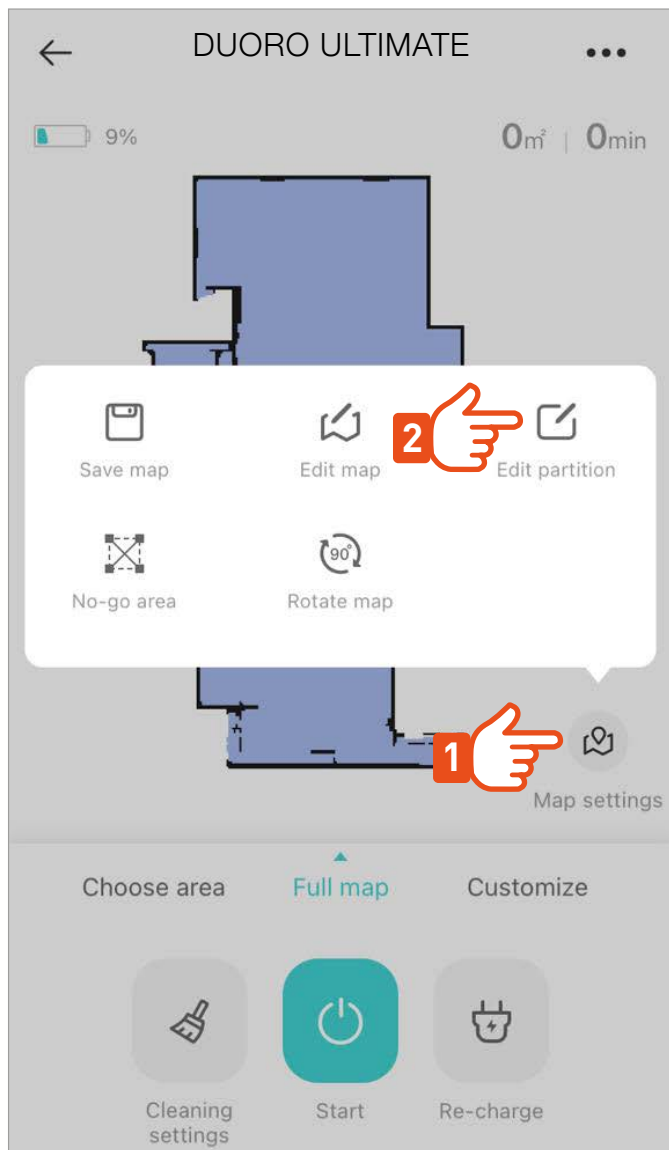 DUORO ULTIMATE
9%
0m² | 0min
2
Save map
Edit map
Edit partition
90°
No-go area
Rotate map
1
Map settings
Choose area
Full map
Customize
Cleaning
settings
Start
Re-charge